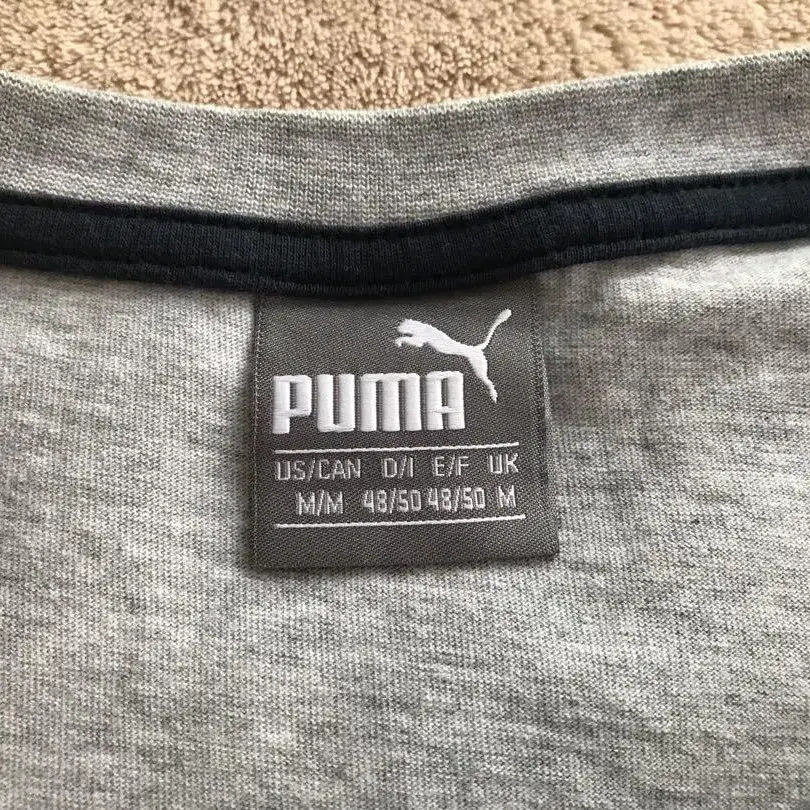 PUMA
US/CAN D/I E/F UK
M/M 48/50 48/50 M